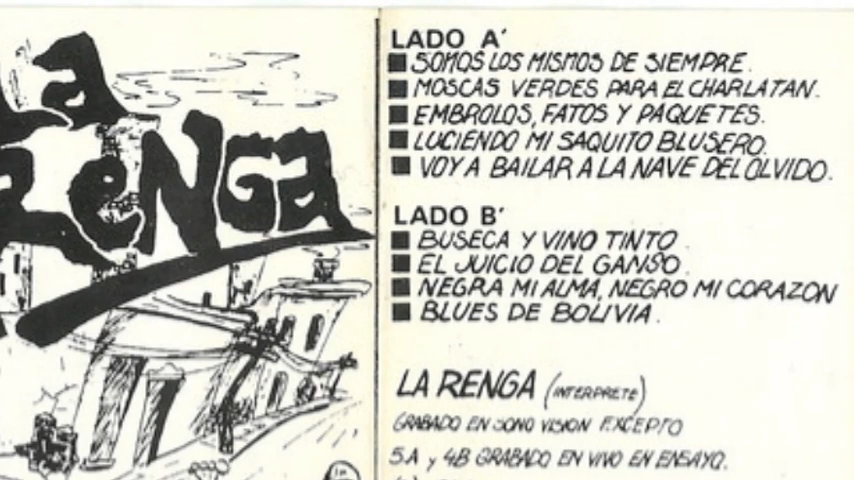 La
Renga
LADO A'
SOMOS LOS MISMOS DE SIEMPRE.
MOSCAS VERDES PARA EL CHARLATAN.
EMBROLOS, FATOS Y PAQUETES.
LUCIENDO MI SAQUITO BLUSERO.
VOY A BAILAR A LA NAVE DEL OLVIDO.
LADO B'
BUSECA Y VINO TINTO.
EL JUICIO DEL GANSO.
NEGRA MI ALMA, NEGRO MI CORAZON
BLUES DE BOLIVIA.
LA RENGA (INTERPRETE)
GRABADO EN SONO VISION EXCEPTO
5A y 4B GRABADO EN VIVO EN ENSAYO.